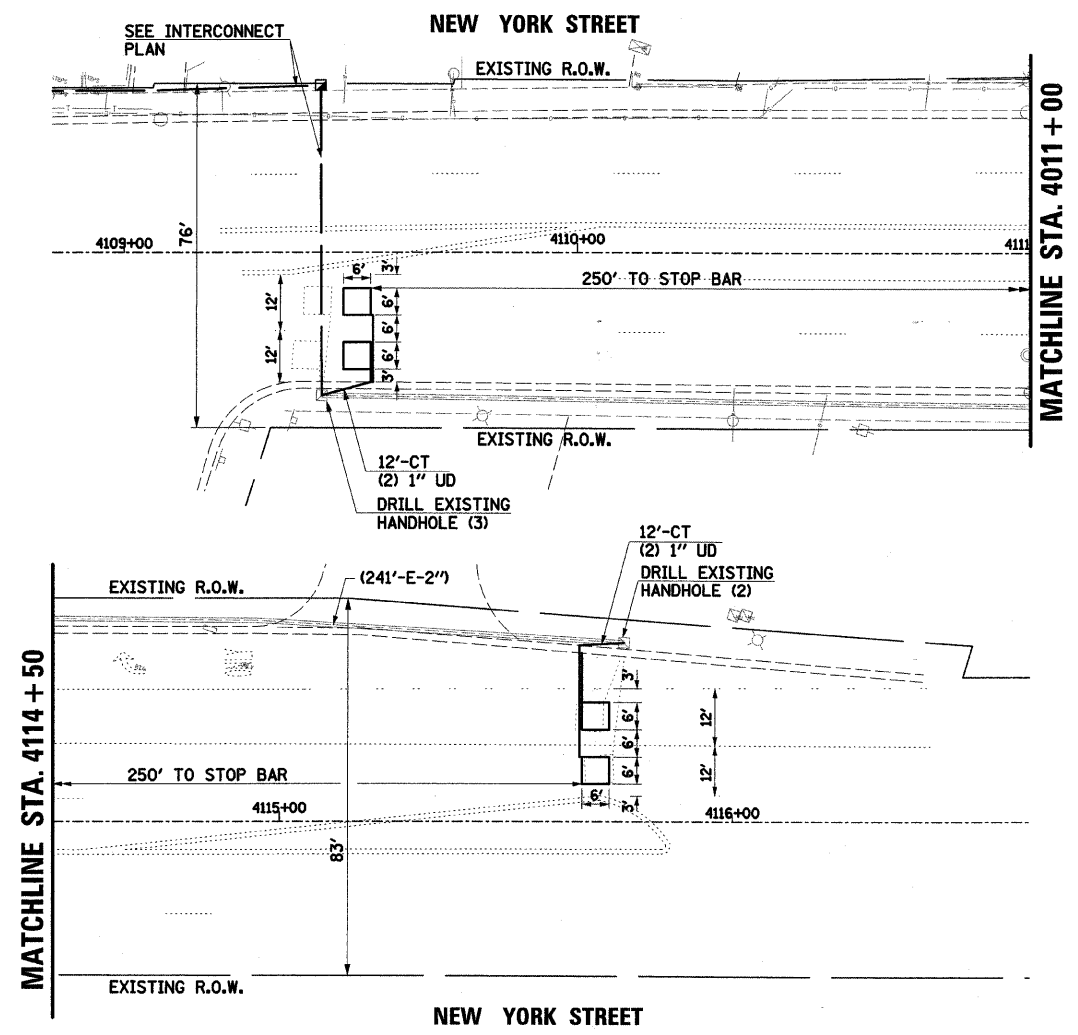 NEW YORK STREET
SEE INTERCONNECT
PLAN
EXISTING R.O.W.
MATCHLINE STA. 4011+00
76'
4109+00
4110+00
4111
6'
3'
250' TO STOP BAR
12'
6'
6'
12'
6'
3'
EXISTING R.O.W.
12'-CT
(2) 1" UD
DRILL EXISTING
HANDHOLE (3)
12'-CT
(2) 1" UD
DRILL EXISTING
HANDHOLE (2)
EXISTING R.O.W.
(241'-E-2")
MATCHLINE STA. 4114+50
3'
6'
12'
6'
6'
12'
250' TO STOP BAR
6'
3'
4115+00
4116+00
83'
EXISTING R.O.W.
NEW YORK STREET